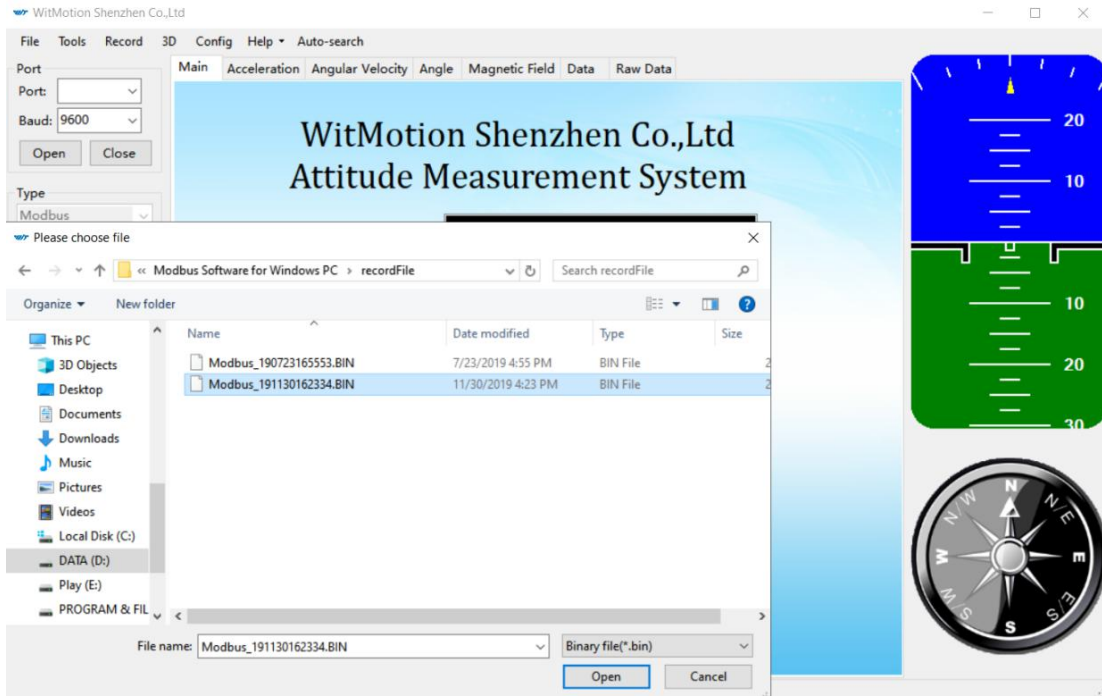 WitMotion Shenzhen Co.,Ltd
File Tools Record 3D Config Help Auto-search
Port
Port:
Baud: 9600
Open Close
Type
Modbus
Main Acceleration Angular Velocity Angle Magnetic Field Data Raw Data
WitMotion Shenzhen Co.,Ltd
Attitude Measurement System
Please choose file
« Modbus Software for Windows PC › recordFile
Search recordFile
Organize New folder
This PC
3D Objects
Desktop
Documents
Downloads
Music
Pictures
Videos
Local Disk (C:)
DATA (D:)
Play (E:)
PROGRAM & FIL
Name Date modified Type Size
Modbus_190723165553.BIN 7/23/2019 4:55 PM BIN File 2
Modbus_191130162334.BIN 11/30/2019 4:23 PM BIN File 2
File name: Modbus_191130162334.BIN Binary file(*.bin)
Open Cancel
20
10
10
20
30
N
N/E
E
E/S
S
W/S
W
N/W